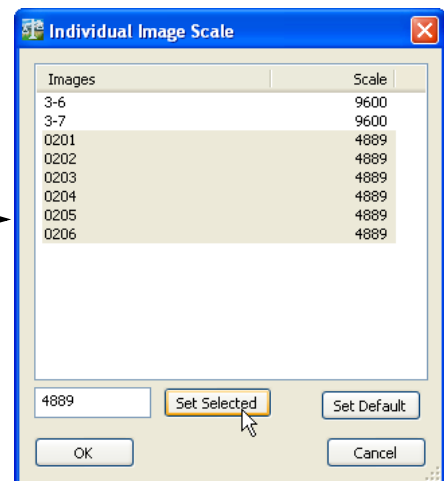 Individual Image Scale
Images Scale
3-6 9600
3-7 9600
0201 4889
0202 4889
0203 4889
0204 4889
0205 4889
0206 4889
4889 Set Selected Set Default
OK Cancel